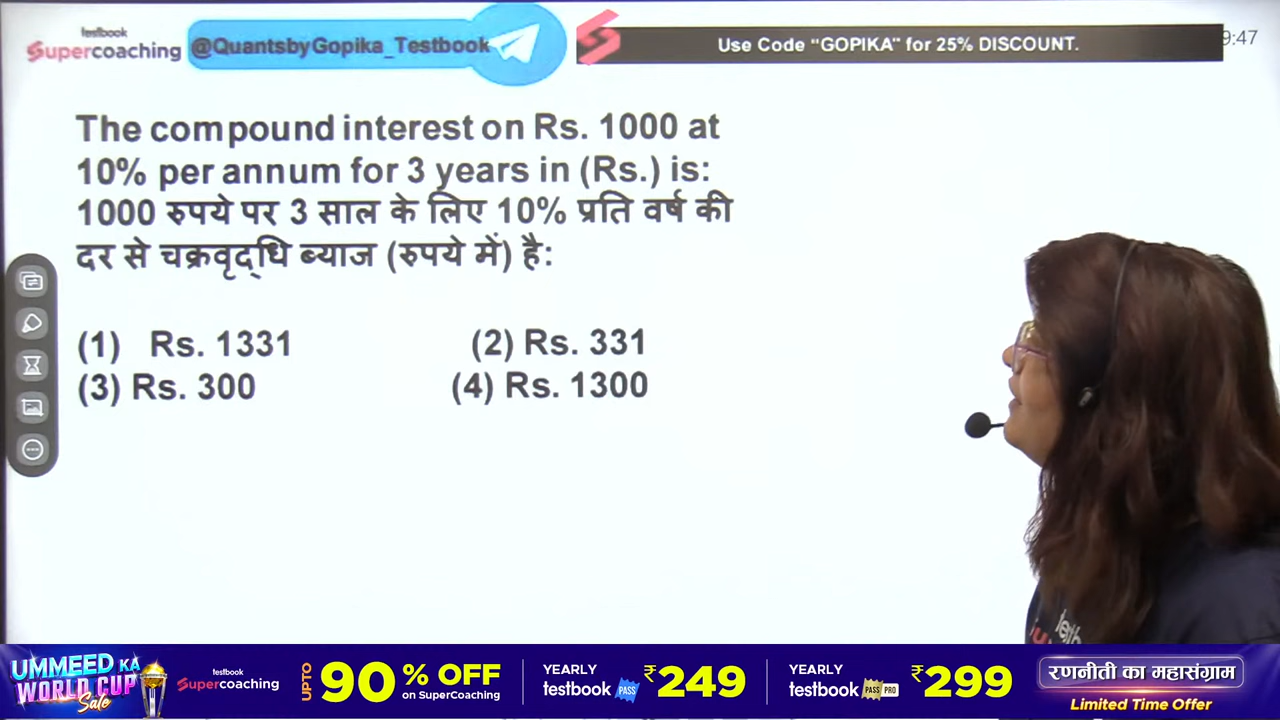 testbook
Supercoaching
@QuantsbyGopika_Testbook
Use Code "GOPIKA" for 25% DISCOUNT.
9:47
The compound interest on Rs. 1000 at
10% per annum for 3 years in (Rs.) is:
1000 रुपये पर 3 साल के लिए 10% प्रति वर्ष की
दर से चक्रवृद्धि ब्याज (रुपये में) है:
(1) Rs. 1331
(2) Rs. 331
(3) Rs. 300
(4) Rs. 1300
UMMEED KA
WORLD CUP
Sale
testbook
Supercoaching
UPTO 90% OFF
on SuperCoaching
YEARLY
testbook PASS
₹249
YEARLY
testbook PASS PRO
₹299
रणनीती का महासंग्राम
Limited Time Offer